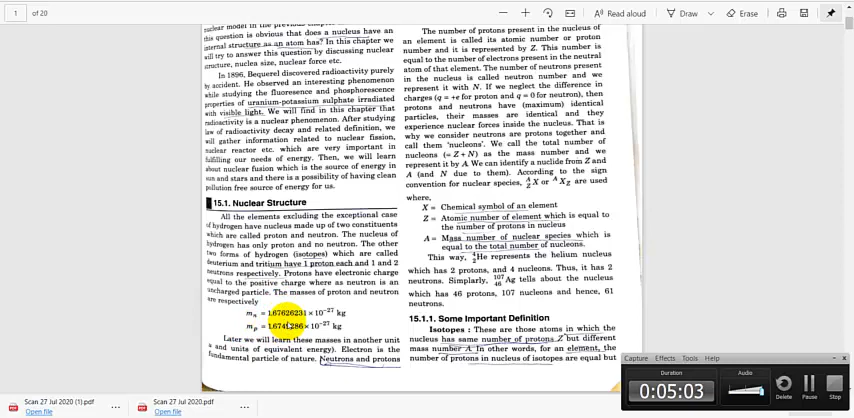 1
of 20
Read aloud
Draw
Erase
nuclear model in the previous chapter
this question is obvious that does a nucleus have an
internal structure as an atom has? In this chapter we
will try to answer this question by discussing nuclear
structure, nuclea size, nuclear force etc.
In 1896, Bequerel discovered radioactivity purely
by accident. He observed an interesting phenomenon
while studying the fluorescence and phosphorescence
properties of uranium-potassium sulphate irradiated
with visible light. We will find in this chapter that
radioactivity is a nuclear phenomenon. After studying
law of radioactivity decay and related definition, we
will gather information related to nuclear fission,
nuclear reactor etc. which are very important in
fulfilling our needs of energy. Then, we will learn
about nuclear fission which is the source of energy in
sun and stars and there is a possibility of having clean
pollution free source of energy for us.
15.1. Nuclear Structure
All the elements excluding the exceptional case
of hydrogen have nucleus made up of two constituents
which are called proton and neutron. The nucleus of
hydrogen has only proton and no neutron. The other
two forms of hydrogen (isotopes) which are called
deuterium and tritium have 1 proton each and 1 and 2
neutrons respectively. Protons have electronic charge
equal to the positive charge where as neutron is an
uncharged particle. The masses of proton and neutron
are respectively
mₙ = 1.67626231 × 10⁻²⁷ kg
mₚ = 286 × 10⁻²⁷ kg
Later we will learn these masses in another unit
and units of equivalent energy). Electron is the
fundamental particle of nature. Neutrons and protons
The number of protons present in the nucleus of
an element is called its atomic number or proton
number and it is represented by Z. This number is
equal to the number of electrons present in the neutral
atom of that element. The number of neutrons present
in the nucleus is called neutron number and we
represent it with N. If we neglect the difference in
charges (q = +e for proton and q = 0 for neutron), then
protons and neutrons have (maximum) identical
particles, their masses are identical and they
experience nuclear forces inside the nucleus. That is
why we consider neutrons are protons together and
call them 'nucleons'. We call the total number of
nucleons (= Z + N) as the mass number and we
represent it by A. We can identify a nuclide from Z and
A (and N due to them). According to the sign
convention for nuclear species, ᴬ_Z X or ᴬX_Z are used
where,
X = Chemical symbol of an element
Z = Atomic number of element which is equal to
the number of protons in nucleus
A = Mass number of nuclear species which is
equal to the total number of nucleons.
This way, ⁴₂He represents the helium nucleus
which has 2 protons, and 4 nucleons. Thus, it has 2
neutrons. Simplarly, ¹⁰⁷₄₆Ag tells about the nucleus
which has 46 protons, 107 nucleons and hence, 61
neutrons.
15.1.1. Some Important Definition
Isotopes : These are those atoms in which the
nucleus has same number of protons Z but different
mass number A. In other words, for an element, the
number of protons in nucleus of isotopes are equal but
Capture Effects Tools Help
Duration
0:05:03
Audio
Delete
Pause
Stop
Scan 27 Jul 2020 (1).pdf
Open file
Scan 27 Jul 2020.pdf
Open file